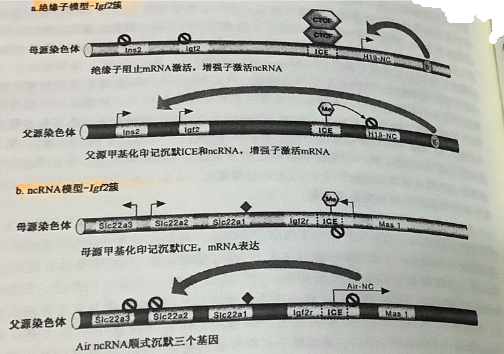 a.绝缘子模型-Igf2簇
CTCF
CTCF
母源染色体 Ins2 Igf2 ICE H19-NC E
绝缘子阻止mRNA激活，增强子激活ncRNA
Me
父源染色体 Ins2 Igf2 ICE H19-NC
父源甲基化印记沉默ICE和ncRNA，增强子激活mRNA
b. ncRNA模型-Igf2簇
Me
母源染色体 Slc22a3 Slc22a2 Slc22a1 Igf2r ICE Mas 1
母源甲基化印记沉默ICE，mRNA表达
Air-NC
父源染色体 Slc22a3 Slc22a2 Slc22a1 Igf2r ICE Mas 1
Air ncRNA顺式沉默三个基因